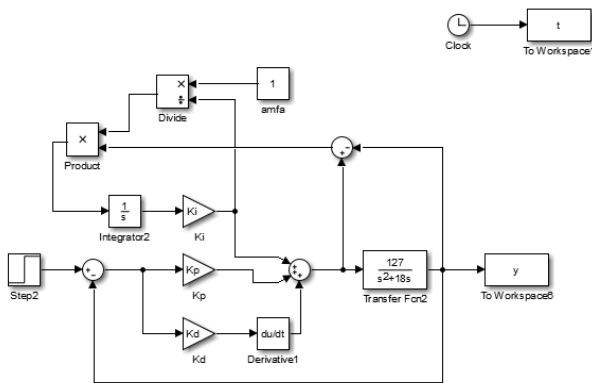 t
Clock
To Workspace
×
÷
Divide
1
amfa
×
Product
1
s
Integrator2
Ki
Ki
Step2
Kp
Kp
127
s2+18s
Transfer Fcn2
y
To Workspace6
Kd
Kd
du/dt
Derivative1